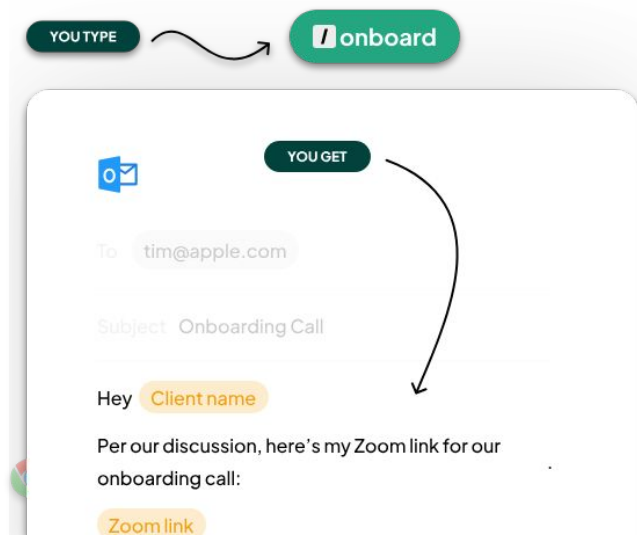 YOU TYPE
/ onboard
YOU GET
To tim@apple.com
Subject Onboarding Call
Hey Client name
Per our discussion, here's my Zoom link for our
onboarding call:
Zoom link